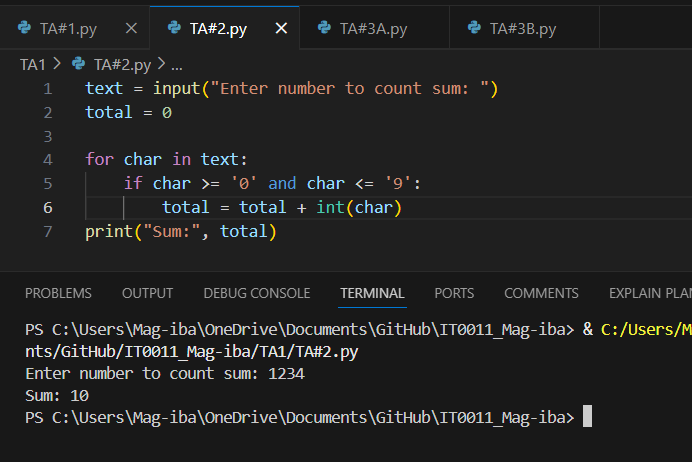 TA#1.py TA#2.py TA#3A.py TA#3B.py
TA1 > TA#2.py > ...
1 text = input("Enter number to count sum: ")
2 total = 0
3
4 for char in text:
5     if char >= '0' and char <= '9':
6         total = total + int(char)
7 print("Sum:", total)
PROBLEMS OUTPUT DEBUG CONSOLE TERMINAL PORTS COMMENTS EXPLAIN PLA
PS C:\Users\Mag-iba\OneDrive\Documents\GitHub\IT0011_Mag-iba> & C:/Users/M
nts/GitHub/IT0011_Mag-iba/TA1/TA#2.py
Enter number to count sum: 1234
Sum: 10
PS C:\Users\Mag-iba\OneDrive\Documents\GitHub\IT0011_Mag-iba>